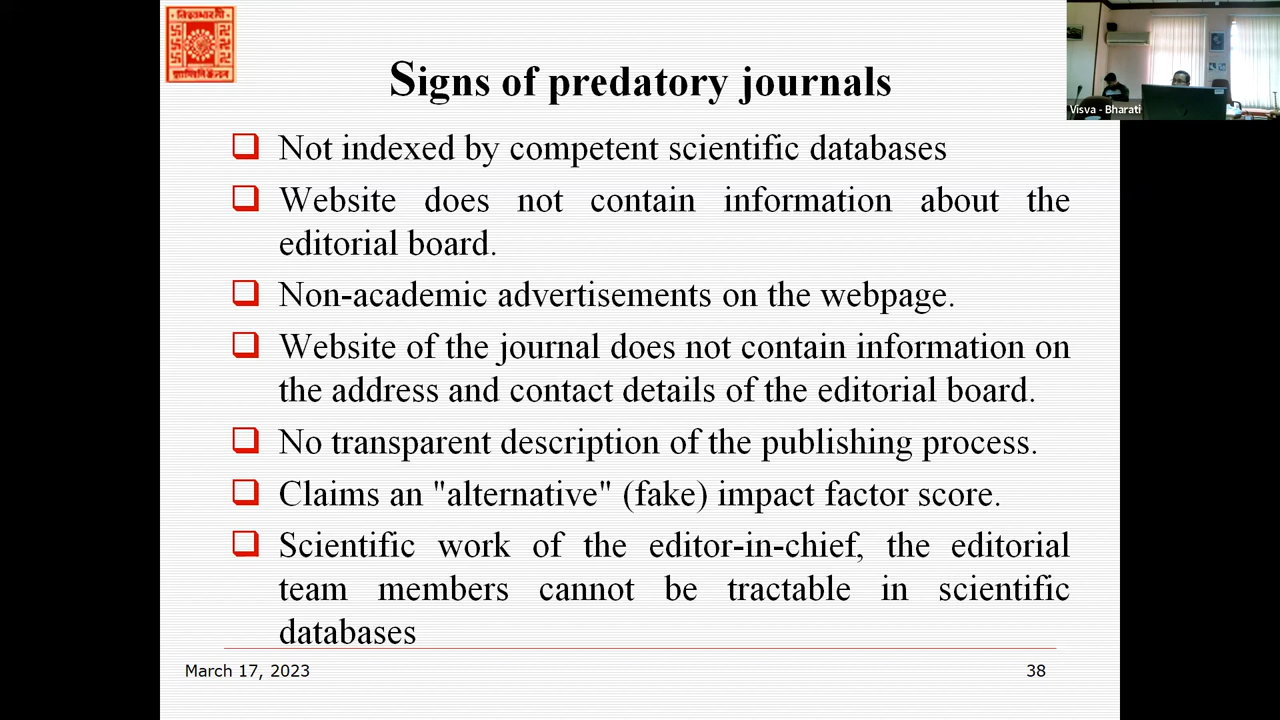 বিশ্বভারতী
शान्तिनिकेतन
Signs of predatory journals
Visva - Bharati
❑ Not indexed by competent scientific databases
❑ Website does not contain information about the
editorial board.
❑ Non-academic advertisements on the webpage.
❑ Website of the journal does not contain information on
the address and contact details of the editorial board.
❑ No transparent description of the publishing process.
❑ Claims an "alternative" (fake) impact factor score.
❑ Scientific work of the editor-in-chief, the editorial
team members cannot be tractable in scientific
databases
March 17, 2023
38